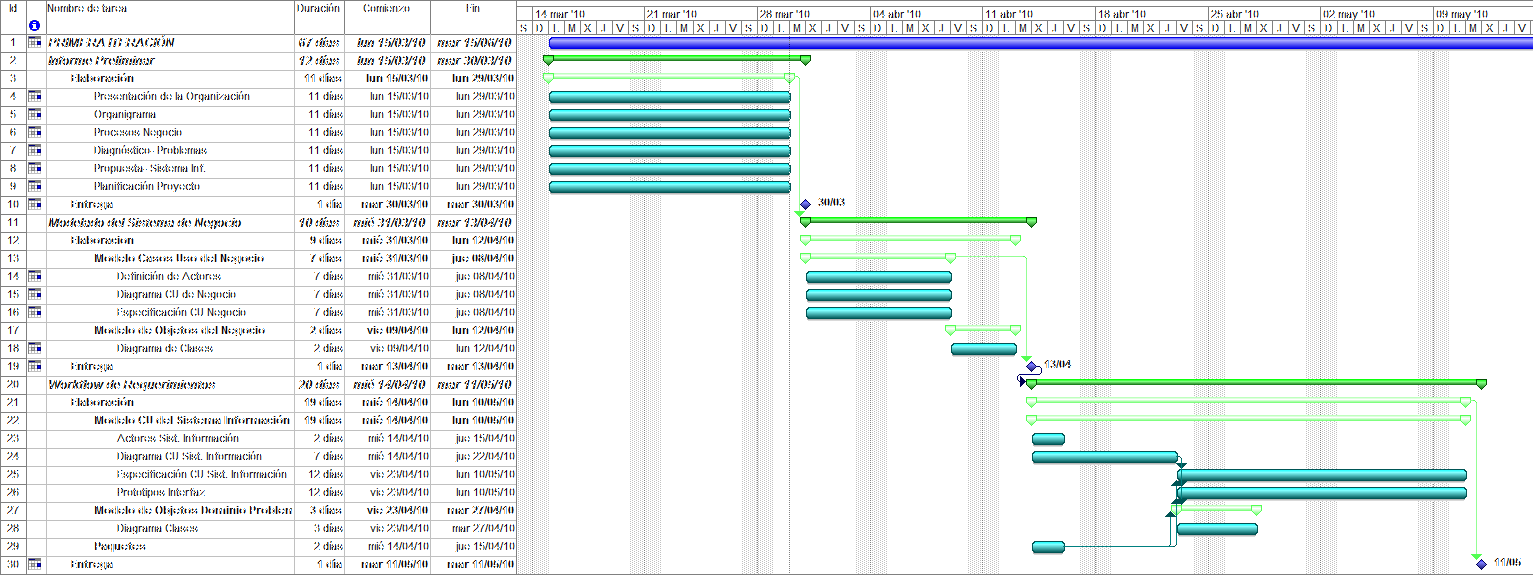 Id Nombre de tarea Duración Comienzo Fin 14 mar '10 21 mar '10 28 mar '10 04 abr '10 11 abr '10 18 abr '10 25 abr '10 02 may '10 09 may '10
S D L M X J V S D L M X J V S D L M X J V S D L M X J V S D L M X J V S D L M X J V S D L M X J V S D L M X J V S D L M X J V
1 PRIMERA ITERACIÓN 67 días lun 15/03/10 mar 15/06/10
2 Informe Preliminar 12 días lun 15/03/10 mar 30/03/10
3 Elaboración 11 días lun 15/03/10 lun 29/03/10
4 Presentación de la Organización 11 días lun 15/03/10 lun 29/03/10
5 Organigrama 11 días lun 15/03/10 lun 29/03/10
6 Procesos Negocio 11 días lun 15/03/10 lun 29/03/10
7 Diagnóstico- Problemas 11 días lun 15/03/10 lun 29/03/10
8 Propuesta- Sistema Inf. 11 días lun 15/03/10 lun 29/03/10
9 Planificación Proyecto 11 días lun 15/03/10 lun 29/03/10
10 Entrega 1 día mar 30/03/10 mar 30/03/10 30/03
11 Modelado del Sistema de Negocio 10 días mié 31/03/10 mar 13/04/10
12 Elaboración 9 días mié 31/03/10 lun 12/04/10
13 Modelo Casos Uso del Negocio 7 días mié 31/03/10 jue 08/04/10
14 Definición de Actores 7 días mié 31/03/10 jue 08/04/10
15 Diagrama CU de Negocio 7 días mié 31/03/10 jue 08/04/10
16 Especificación CU Negocio 7 días mié 31/03/10 jue 08/04/10
17 Modelo de Objetos del Negocio 2 días vie 09/04/10 lun 12/04/10
18 Diagrama de Clases 2 días vie 09/04/10 lun 12/04/10
19 Entrega 1 día mar 13/04/10 mar 13/04/10 13/04
20 Workflow de Requerimientos 20 días mié 14/04/10 mar 11/05/10
21 Elaboración 19 días mié 14/04/10 lun 10/05/10
22 Modelo CU del Sistema Información 19 días mié 14/04/10 lun 10/05/10
23 Actores Sist. Información 2 días mié 14/04/10 jue 15/04/10
24 Diagrama CU Sist. Información 7 días mié 14/04/10 jue 22/04/10
25 Especificación CU Sist. Información 12 días vie 23/04/10 lun 10/05/10
26 Prototipos Interfaz 12 días vie 23/04/10 lun 10/05/10
27 Modelo de Objetos Dominio Problen 3 días vie 23/04/10 mar 27/04/10
28 Diagrama Clases 3 días vie 23/04/10 mar 27/04/10
29 Paquetes 2 días mié 14/04/10 jue 15/04/10
30 Entrega 1 día mar 11/05/10 mar 11/05/10 11/05